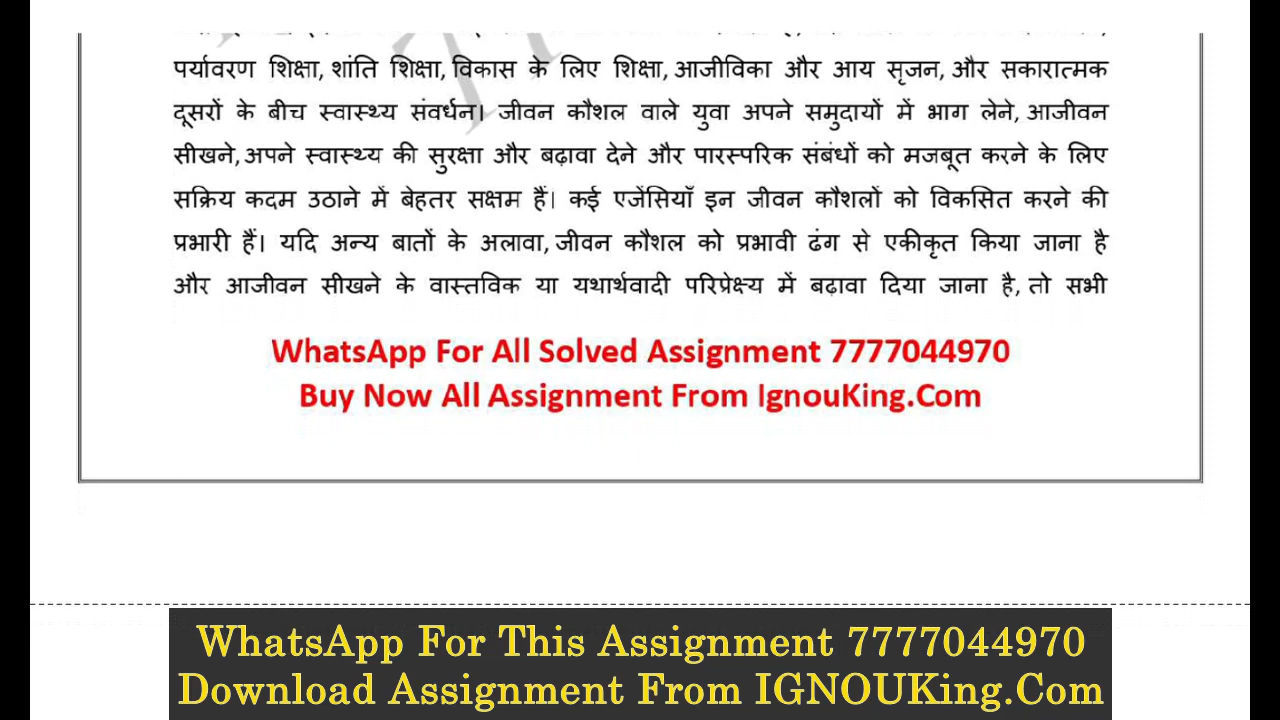 पर्यावरण शिक्षा, शांति शिक्षा, विकास के लिए शिक्षा, आजीविका और आय सृजन, और सकारात्मक
दूसरों के बीच स्वास्थ्य संवर्धन। जीवन कौशल वाले युवा अपने समुदायों में भाग लेने, आजीवन
सीखने, अपने स्वास्थ्य की सुरक्षा और बढ़ावा देने और पारस्परिक संबंधों को मजबूत करने के लिए
सक्रिय कदम उठाने में बेहतर सक्षम हैं। कई एजेंसियाँ इन जीवन कौशलों को विकसित करने की
प्रभारी हैं। यदि अन्य बातों के अलावा, जीवन कौशल को प्रभावी ढंग से एकीकृत किया जाना है
और आजीवन सीखने के वास्तविक या यथार्थवादी परिप्रेक्ष्य में बढ़ावा दिया जाना है, तो सभी
WhatsApp For All Solved Assignment 7777044970
Buy Now All Assignment From IgnouKing.Com
WhatsApp For This Assignment 7777044970
Download Assignment From IGNOUKing.Com